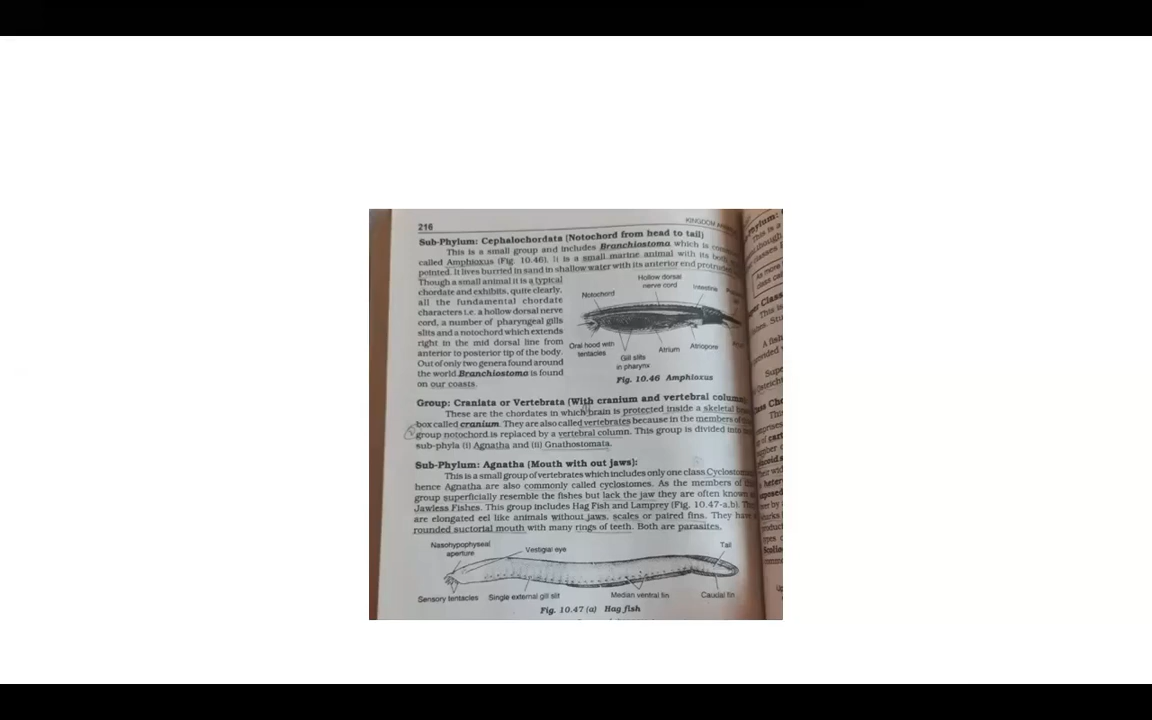 216
KINGDOM
Sub-Phylum: Cephalochordata (Notochord from head to tail)
This is a small group and includes Branchiostoma which is
called Amphioxus (Fig. 10.46). It is a small marine animal with its
pointed. It lives burried in sand in shallow water with its anterior end
Though a small animal it is a typical
chordate and exhibits, quite clearly,
all the fundamental chordate
characters i.e. a hollow dorsal nerve
cord, a number of pharyngeal gills
slits and a notochord which extends
right in the mid dorsal line from
anterior to posterior tip of the body.
Out of only two genera found around
the world Branchiostoma is found
on our coasts.
Hollow dorsal
nerve cord
Notochord
Intestine
Oral hood with
tentacles
Gill slits
in pharynx
Atrium
Atriopore
Fig. 10.46 Amphioxus
Group: Craniata or Vertebrata (With cranium and vertebral
These are the chordates in which brain is protected inside a skeletal
box called cranium. They are also called vertebrates because in the members of
group notochord is replaced by a vertebral column. This group is divided into
sub-phyla (i) Agnatha and (ii) Gnathostomata.
Sub-Phylum: Agnatha (Mouth with out jaws):
This is a small group of vertebrates which includes only one class
hence Agnatha are also commonly called cyclostomes. As the members of
group superficially resemble the fishes but lack the jaw they are often known
Jawless Fishes. This group includes Hag Fish and Lamprey (Fig. 10.47-a,b).
are elongated eel like animals without jaws, scales or paired fins. They have
rounded suctorial mouth with many rings of teeth. Both are parasites.
Nasohypophyseal
aperture
Vestigial eye
Tail
Sensory tentacles
Single external gill slit
Median ventral fin
Caudal fin
Fig. 10.47 (a) Hag fish